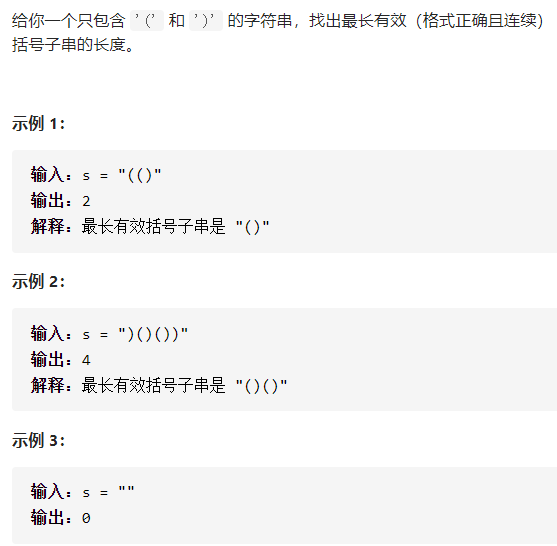 给你一个只包含 '(' 和 ')' 的字符串，找出最长有效（格式正确且连续）
括号子串的长度。
示例 1：
输入：s = "(()"
输出：2
解释：最长有效括号子串是 "()"
示例 2：
输入：s = ")()())"
输出：4
解释：最长有效括号子串是 "()()"
示例 3：
输入：s = ""
输出：0